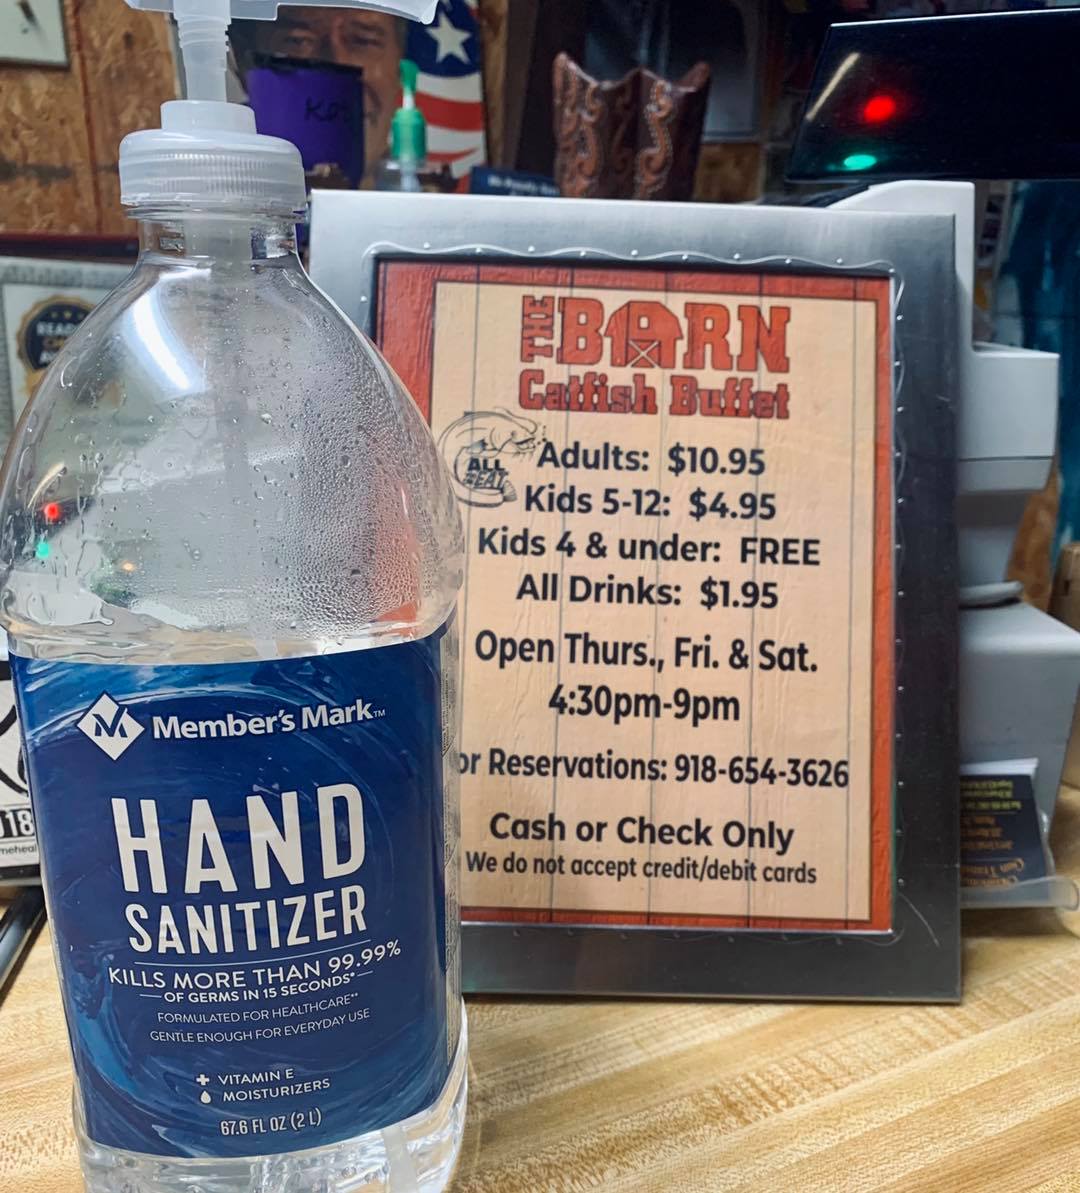 THE BARN
Catfish Buffet
ALL
EAT
Adults: $10.95
Kids 5-12: $4.95
Kids 4 & under: FREE
All Drinks: $1.95
Open Thurs., Fri. & Sat.
4:30pm-9pm
or Reservations: 918-654-3626
Cash or Check Only
We do not accept credit/debit cards
Member's Mark™
HAND
SANITIZER
KILLS MORE THAN 99.99%
OF GERMS IN 15 SECONDS*
FORMULATED FOR HEALTHCARE**
GENTLE ENOUGH FOR EVERYDAY USE
+ VITAMIN E
MOISTURIZERS
67.6 FL OZ (2 L)